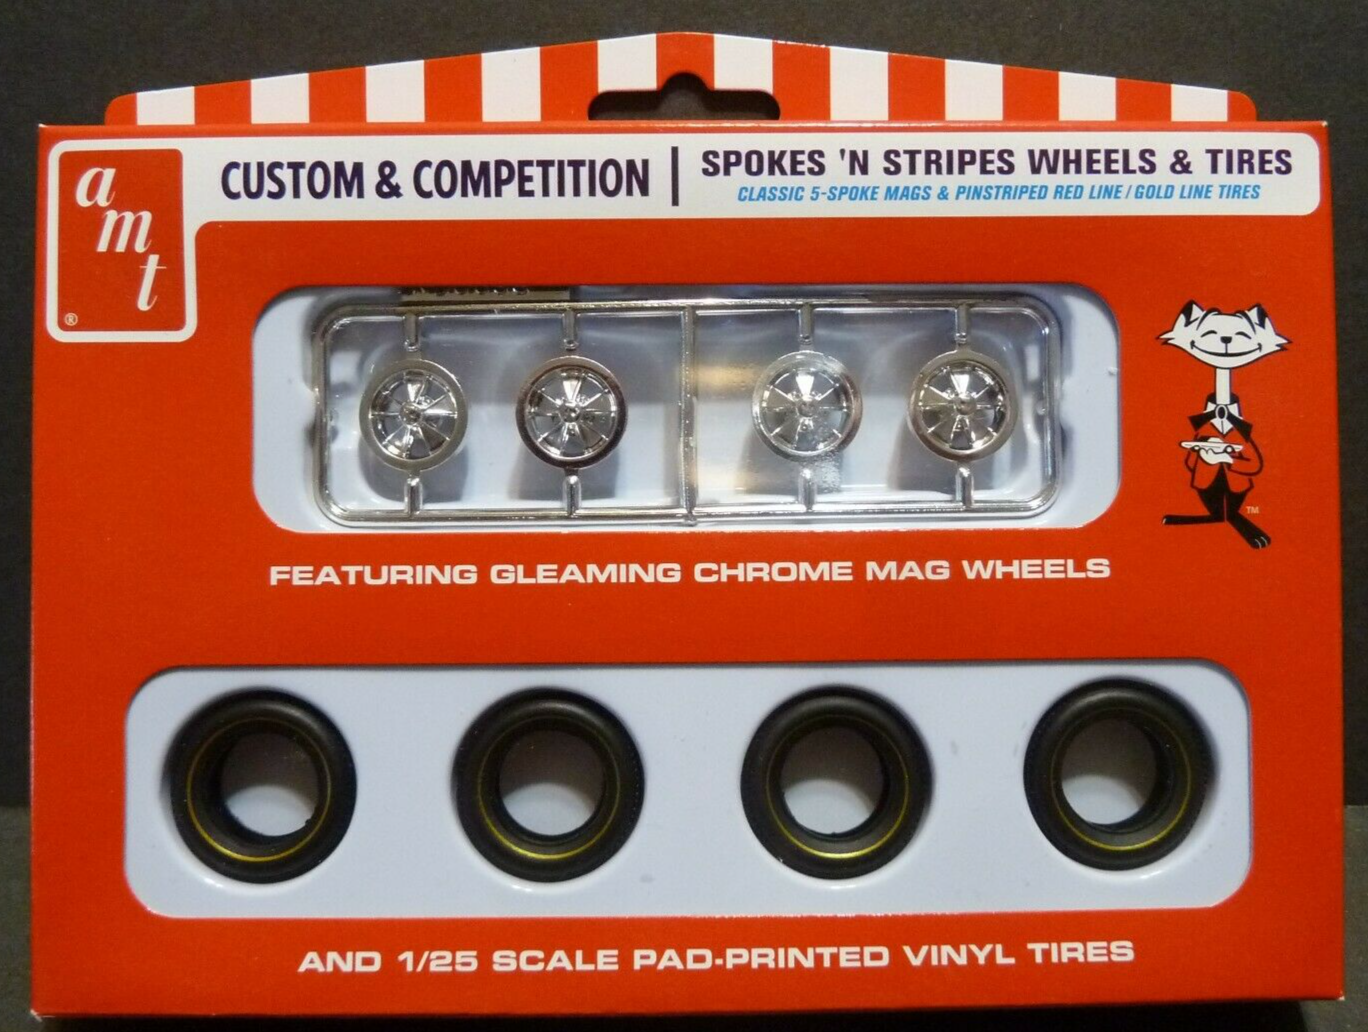 amt
®
CUSTOM & COMPETITION
SPOKES 'N STRIPES WHEELS & TIRES
CLASSIC 5-SPOKE MAGS & PINSTRIPED RED LINE/GOLD LINE TIRES
TM
FEATURING GLEAMING CHROME MAG WHEELS
AND 1/25 SCALE PAD-PRINTED VINYL TIRES